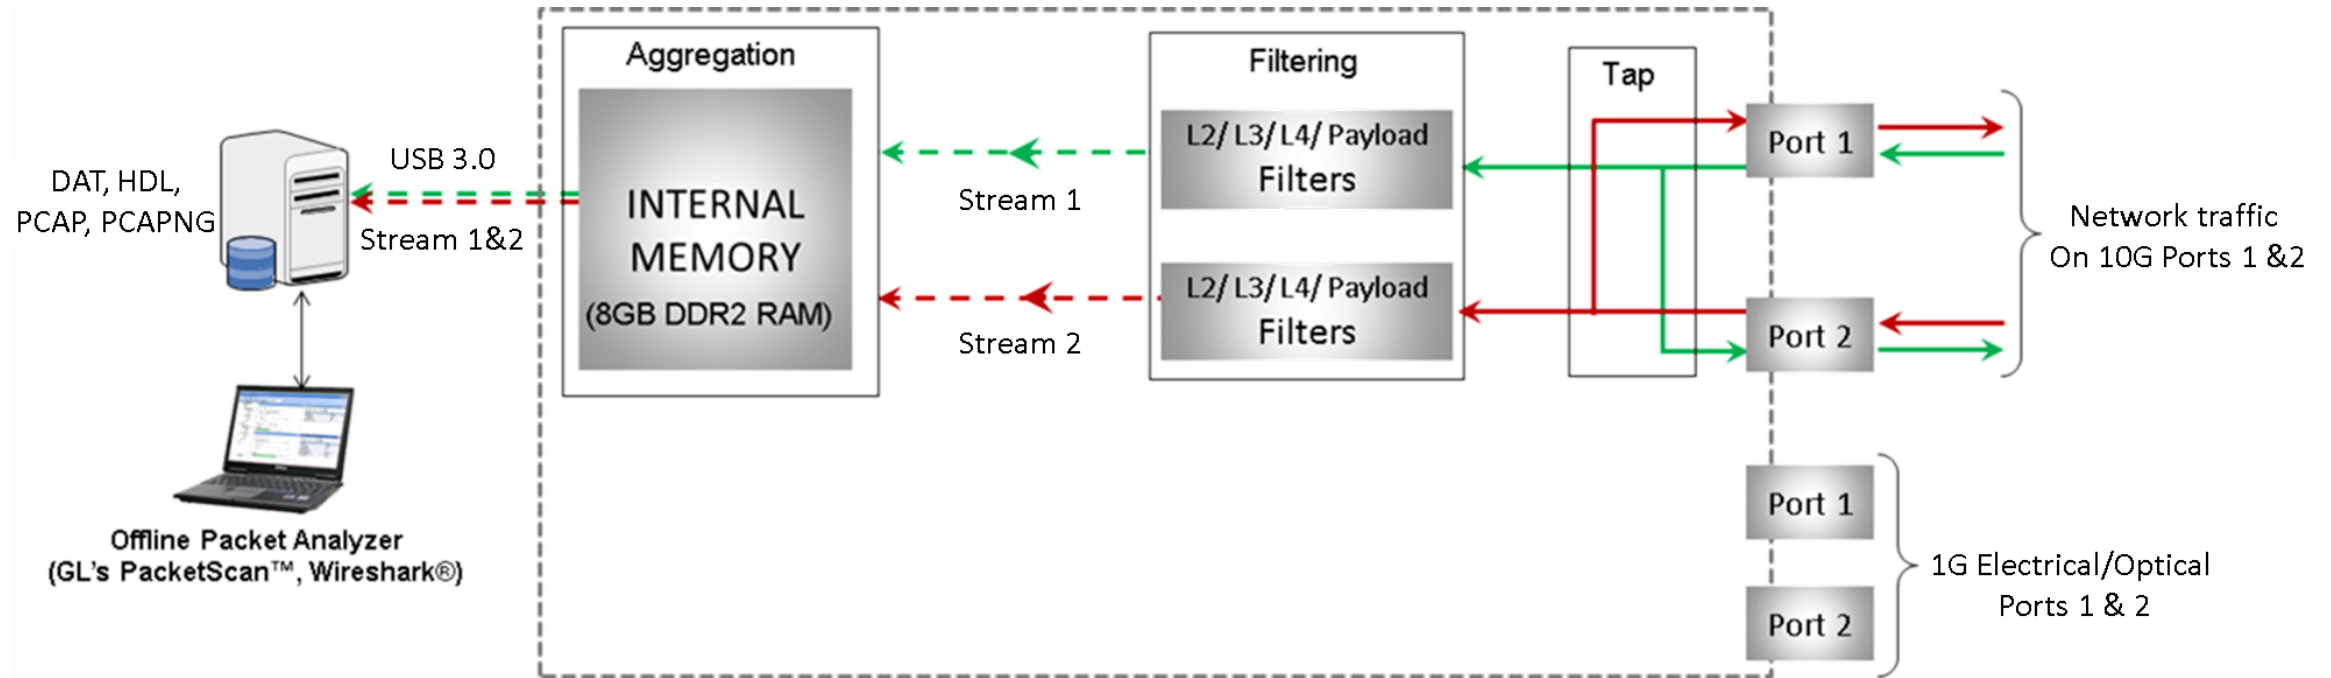 Aggregation
INTERNAL
MEMORY
(8GB DDR2 RAM)
Filtering
L2/ L3/ L4/ Payload
Filters
L2/ L3/ L4/ Payload
Filters
Tap
Port 1
Port 2
Network traffic
On 10G Ports 1 &2
Stream 1
Stream 2
USB 3.0
Stream 1&2
DAT, HDL,
PCAP, PCAPNG
Offline Packet Analyzer
(GL's PacketScan™, Wireshark®)
Port 1
Port 2
1G Electrical/Optical
Ports 1 & 2